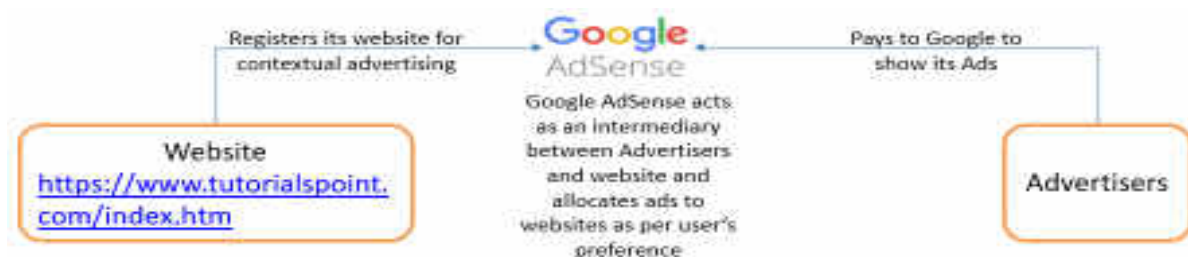 Registers its website for
contextual advertising
Google
AdSense
Pays to Google to
show its Ads
Google AdSense acts
as an intermediary
between Advertisers
and website and
allocates ads to
websites as per user's
preference
Website
https://www.tutorialspoint.
com/index.htm
Advertisers